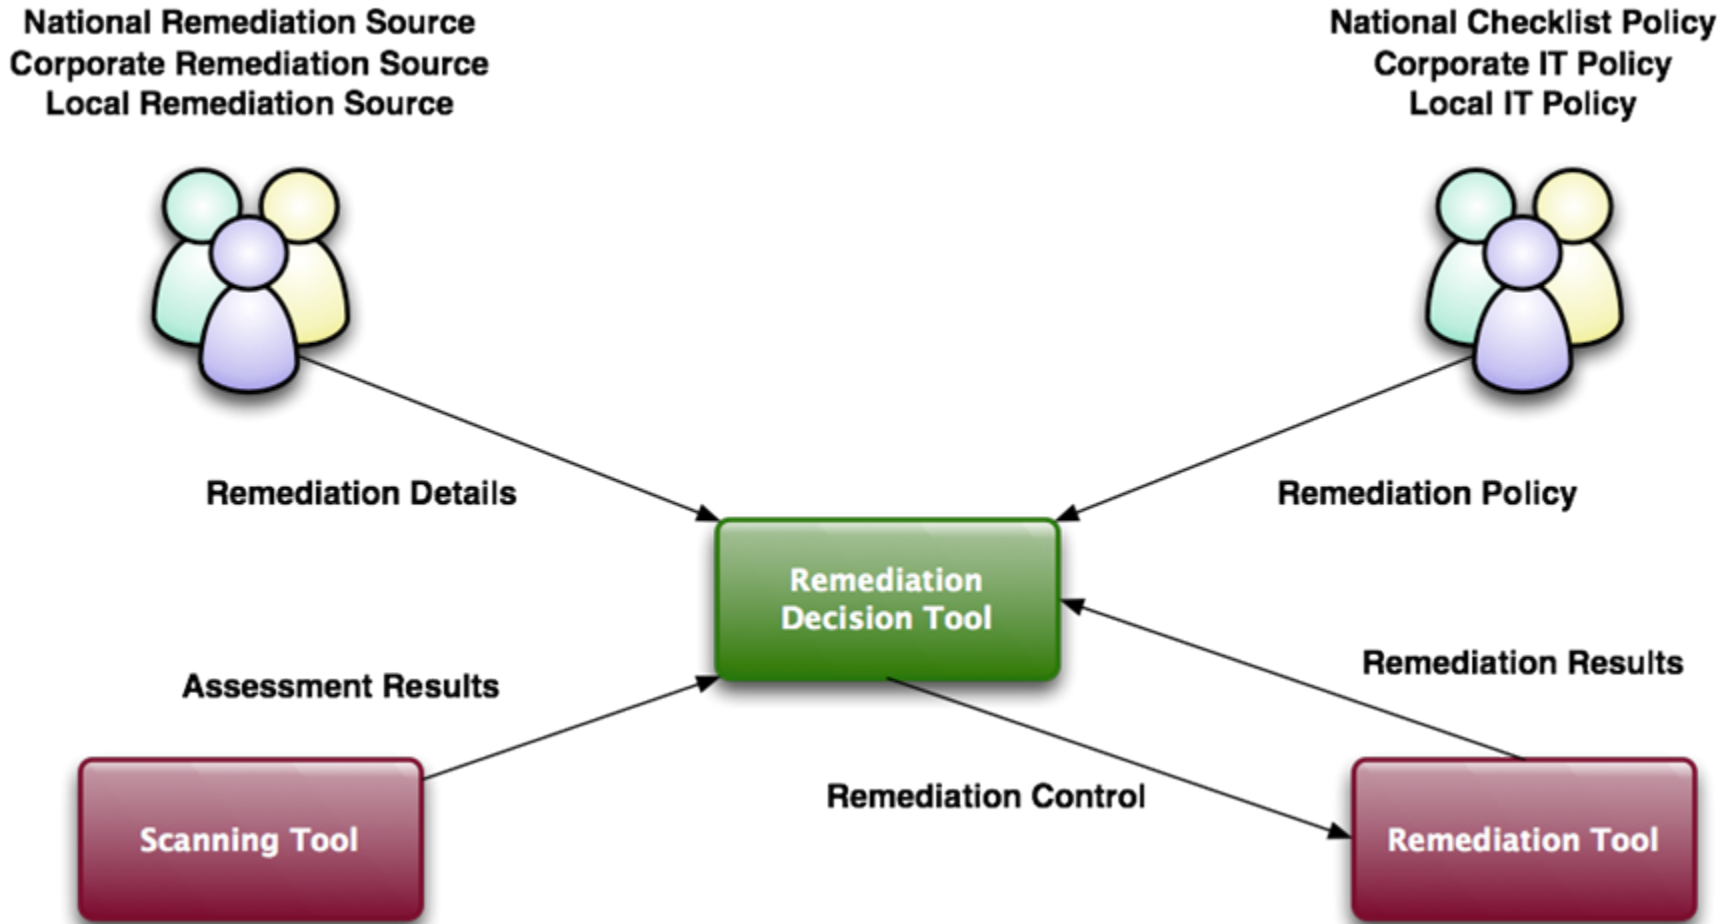 National Remediation Source
Corporate Remediation Source
Local Remediation Source
National Checklist Policy
Corporate IT Policy
Local IT Policy
Remediation Details
Remediation Policy
Remediation
Decision Tool
Assessment Results
Remediation Results
Remediation Control
Scanning Tool
Remediation Tool